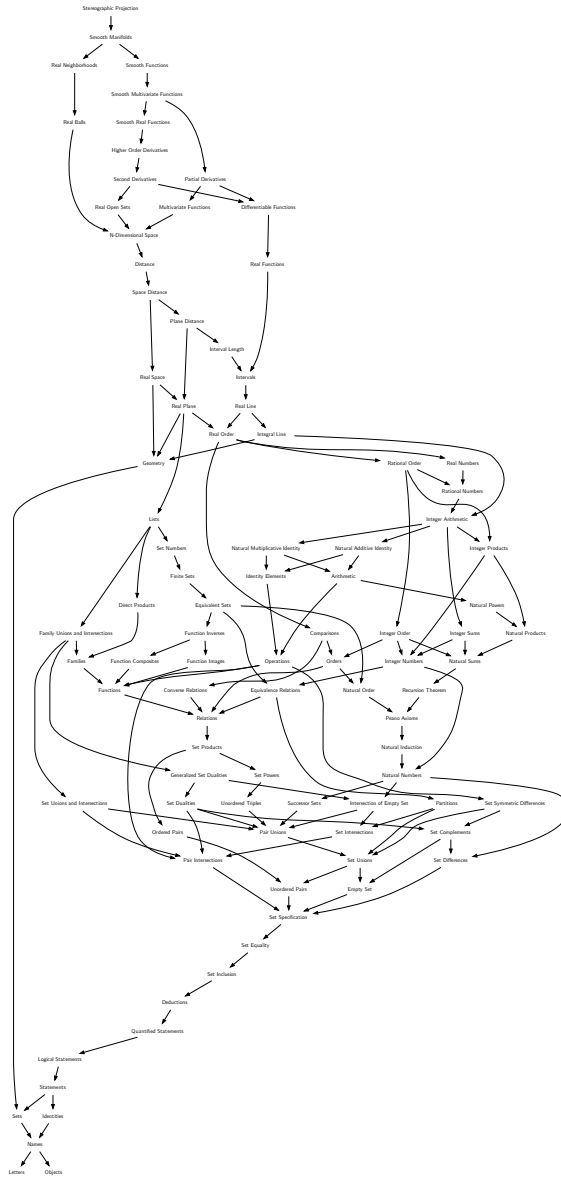 Stereographic Projection
Smooth Manifolds
Real Neighborhoods
Smooth Functions
Smooth Multivariate Functions
Real Balls
Smooth Real Functions
Higher Order Derivatives
Second Derivatives
Partial Derivatives
Real Open Sets
Multivariate Functions
Differentiable Functions
N-Dimensional Space
Distance
Real Functions
Space Distance
Plane Distance
Interval Length
Real Space
Intervals
Real Plane
Real Line
Real Order
Integral Line
Geometry
Rational Order
Real Numbers
Rational Numbers
Lists
Integer Arithmetic
Set Numbers
Natural Multiplicative Identity
Natural Additive Identity
Integer Products
Finite Sets
Identity Elements
Arithmetic
Direct Products
Equivalent Sets
Natural Powers
Family Unions and Intersections
Function Inverses
Comparisons
Integer Order
Integer Sums
Natural Products
Families
Function Composites
Function Images
Operations
Orders
Integer Numbers
Natural Sums
Functions
Converse Relations
Equivalence Relations
Natural Order
Recursion Theorem
Relations
Peano Axioms
Set Products
Natural Induction
Generalized Set Dualities
Set Powers
Natural Numbers
Set Unions and Intersections
Set Dualities
Unordered Triples
Successor Sets
Intersection of Empty Set
Partitions
Set Symmetric Differences
Ordered Pairs
Pair Unions
Set Intersections
Set Complements
Pair Intersections
Set Unions
Set Differences
Unordered Pairs
Empty Set
Set Specification
Set Equality
Set Inclusion
Deductions
Quantified Statements
Logical Statements
Statements
Sets
Identities
Names
Letters
Objects